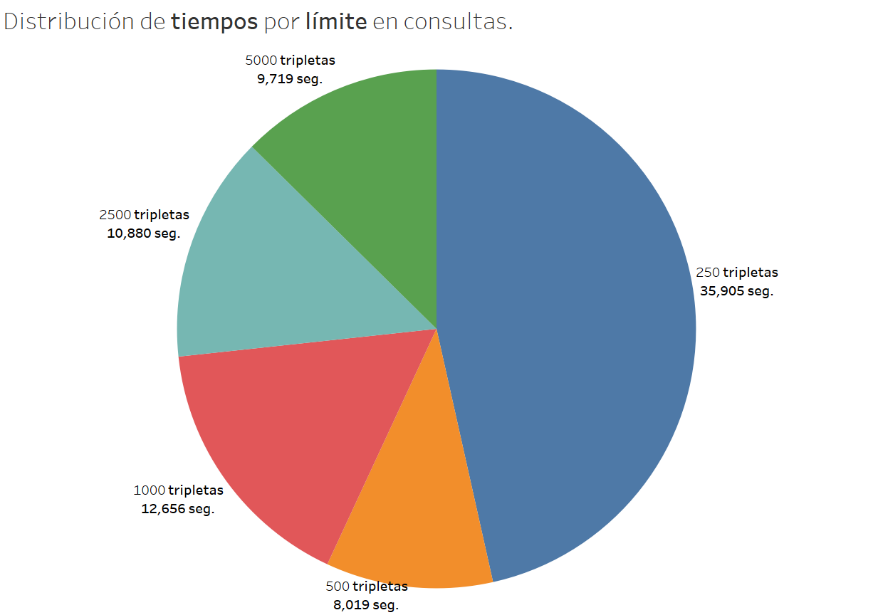 Distribución de tiempos por límite en consultas.
5000 tripletas
9,719 seg.
2500 tripletas
10,880 seg.
250 tripletas
35,905 seg.
1000 tripletas
12,656 seg.
500 tripletas
8,019 seg.